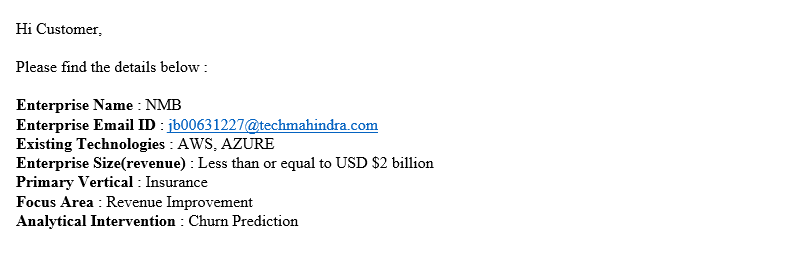 Hi Customer,
Please find the details below :
Enterprise Name : NMB
Enterprise Email ID : jb00631227@techmahindra.com
Existing Technologies : AWS, AZURE
Enterprise Size(revenue) : Less than or equal to USD $2 billion
Primary Vertical : Insurance
Focus Area : Revenue Improvement
Analytical Intervention : Churn Prediction